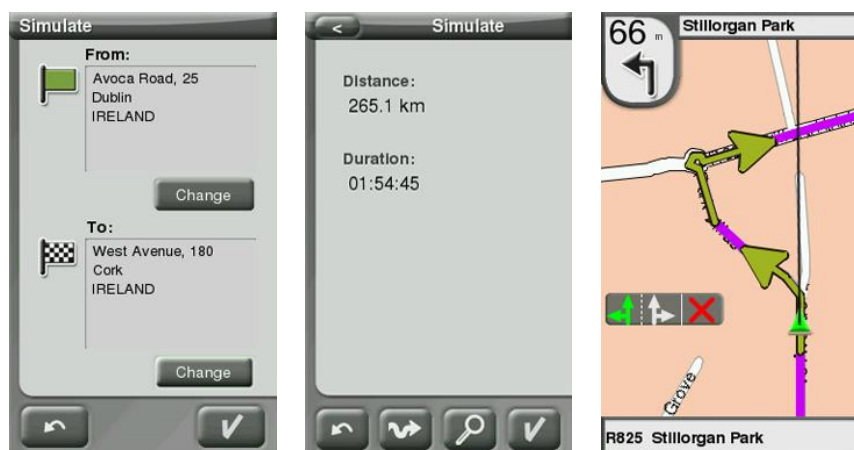 Simulate
From:
Avoca Road, 25
Dublin
IRELAND
Change
To:
West Avenue, 180
Cork
IRELAND
Change
<
Simulate
Distance:
265.1 km
Duration:
01:54:45
66 m
Stillorgan Park
Grove
R825 Stillorgan Park